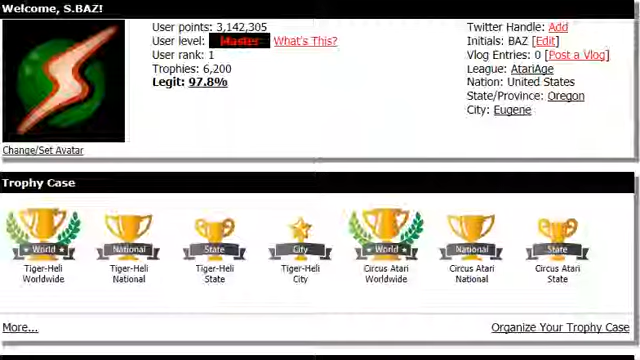 Welcome, S.BAZ!
User points: 3,142,305
User level: Master What's This?
User rank: 1
Trophies: 6,200
Legit: 97.8%
Twitter Handle: Add
Initials: BAZ [Edit]
Vlog Entries: 0 [Post a Vlog]
League: AtariAge
Nation: United States
State/Province: Oregon
City: Eugene
Change/Set Avatar
Trophy Case
World National State City World National State
Tiger-Heli Tiger-Heli Tiger-Heli Tiger-Heli Circus Atari Circus Atari Circus Atari
Worldwide National State City Worldwide National State
More... Organize Your Trophy Case